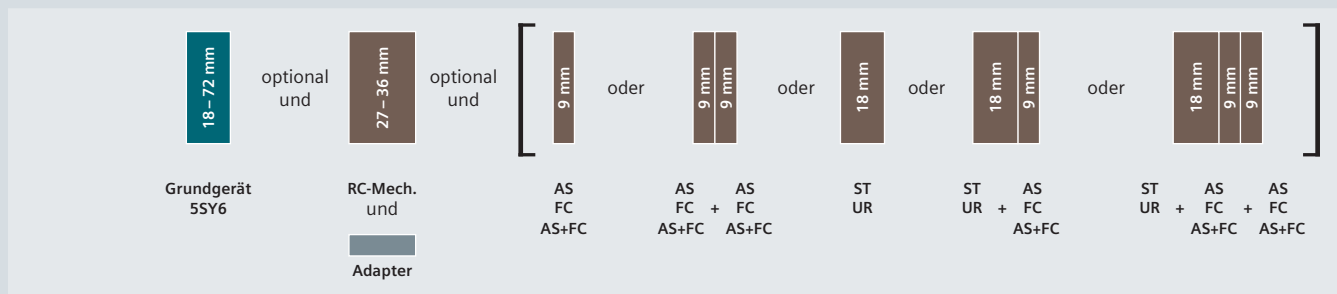 18 – 72 mm
optional
und
27 – 36 mm
optional
und
9 mm
oder
9 mm
9 mm
oder
18 mm
oder
18 mm
9 mm
oder
18 mm
9 mm
9 mm
Grundgerät
5SY6
RC-Mech.
und
Adapter
AS
FC
AS+FC
AS AS
FC + FC
AS+FC AS+FC
ST
UR
ST AS
UR + FC
AS+FC
ST AS AS
UR + FC + FC
AS+FC AS+FC